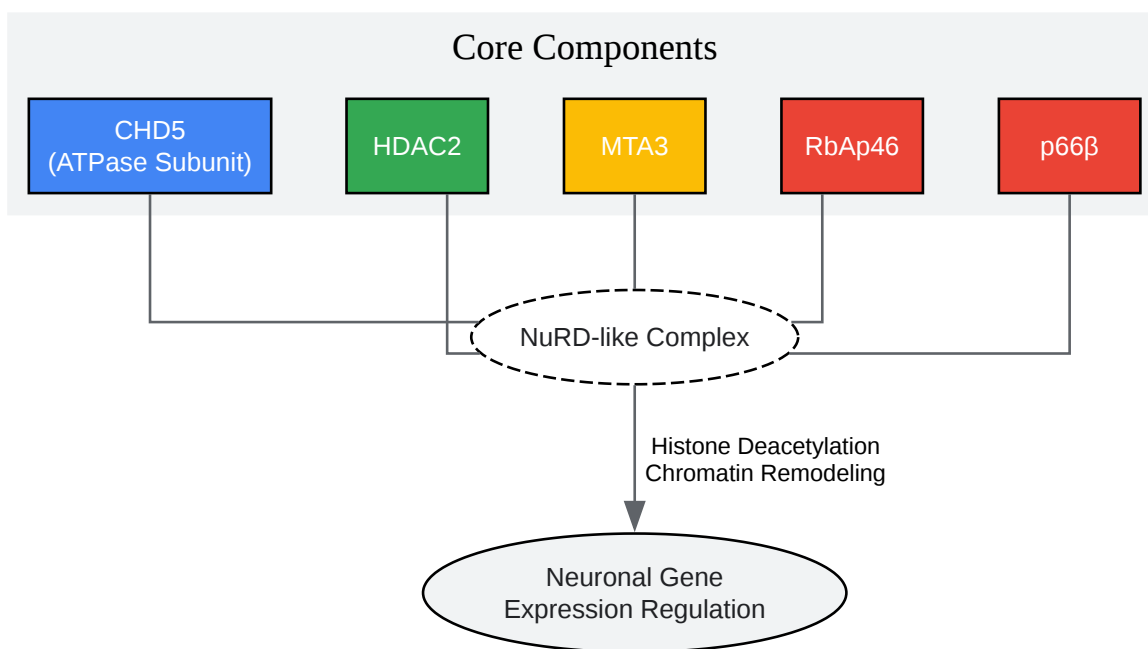 Core Components
CHD5
(ATPase Subunit)
HDAC2
MTA3
RbAp46
p66β
NuRD-like Complex
Histone Deacetylation
Chromatin Remodeling
Neuronal Gene
Expression Regulation